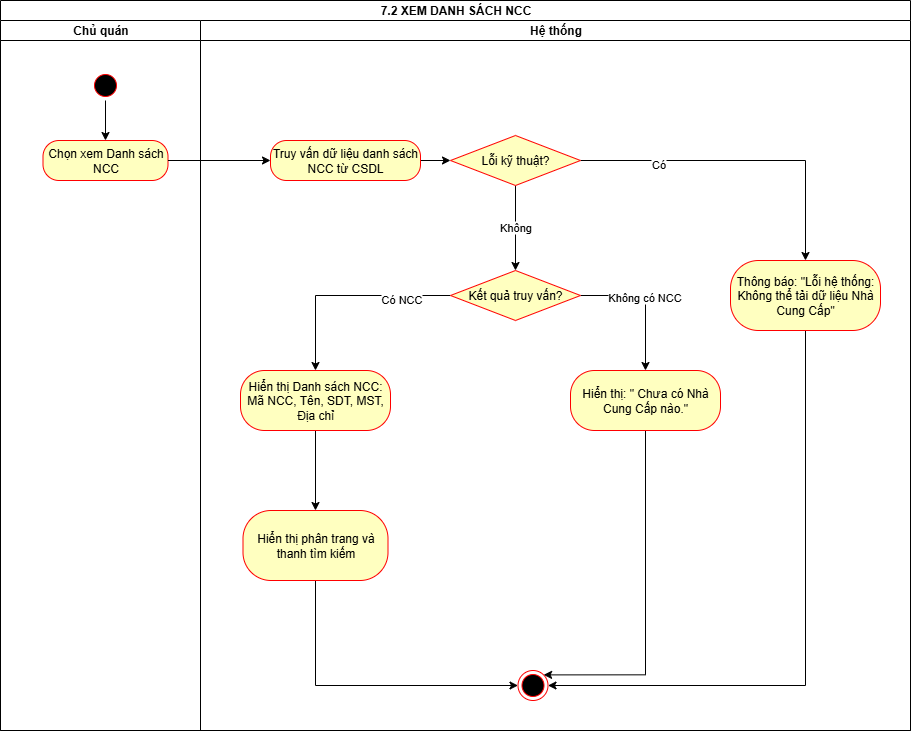 7.2 XEM DANH SÁCH NCC
Chủ quán
Hệ thống
Chọn xem Danh sách
NCC
Truy vấn dữ liệu danh sách
NCC từ CSDL
Lỗi kỹ thuật?
Có
Không
Thông báo: "Lỗi hệ thống:
Không thể tải dữ liệu Nhà
Cung Cấp"
Kết quả truy vấn?
Có NCC
Không có NCC
Hiển thị Danh sách NCC:
Mã NCC, Tên, SDT, MST,
Địa chỉ
Hiển thị: " Chưa có Nhà
Cung Cấp nào."
Hiển thị phân trang và
thanh tìm kiếm